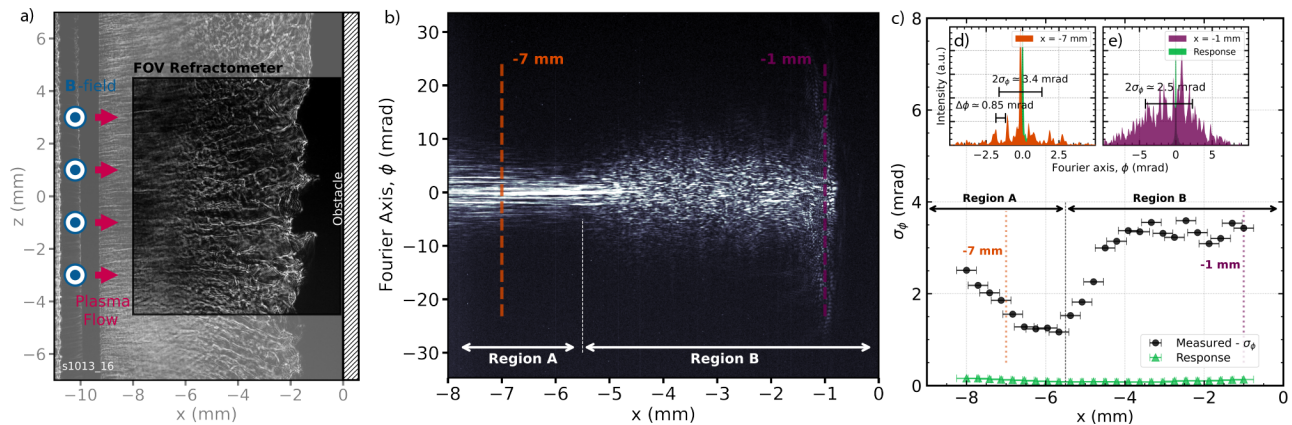 a)
FOV Refractometer
B-field
Plasma
Flow
Obstacle
s1013_16
z (mm)
6
4
2
0
−2
−4
−6
−10
−8
−6
−4
−2
0
x (mm)
b)
-7 mm
-1 mm
Fourier Axis, ϕ (mrad)
30
20
10
0
−10
−20
−30
Region A
Region B
−8
−7
−6
−5
−4
−3
−2
−1
0
x (mm)
c)
8
6
4
2
0
σϕ (mrad)
d)
x = -7 mm
2σϕ≃3.4 mrad
Δϕ≃0.85 mrad
Intensity (a.u.)
−2.5
0.0
2.5
e)
x = -1 mm
Response
2σϕ≃2.5 mrad
−5
0
5
Fourier axis, ϕ (mrad)
Region A
Region B
-7 mm
-1 mm
Measured - σϕ
Response
−8
−6
−4
−2
0
x (mm)